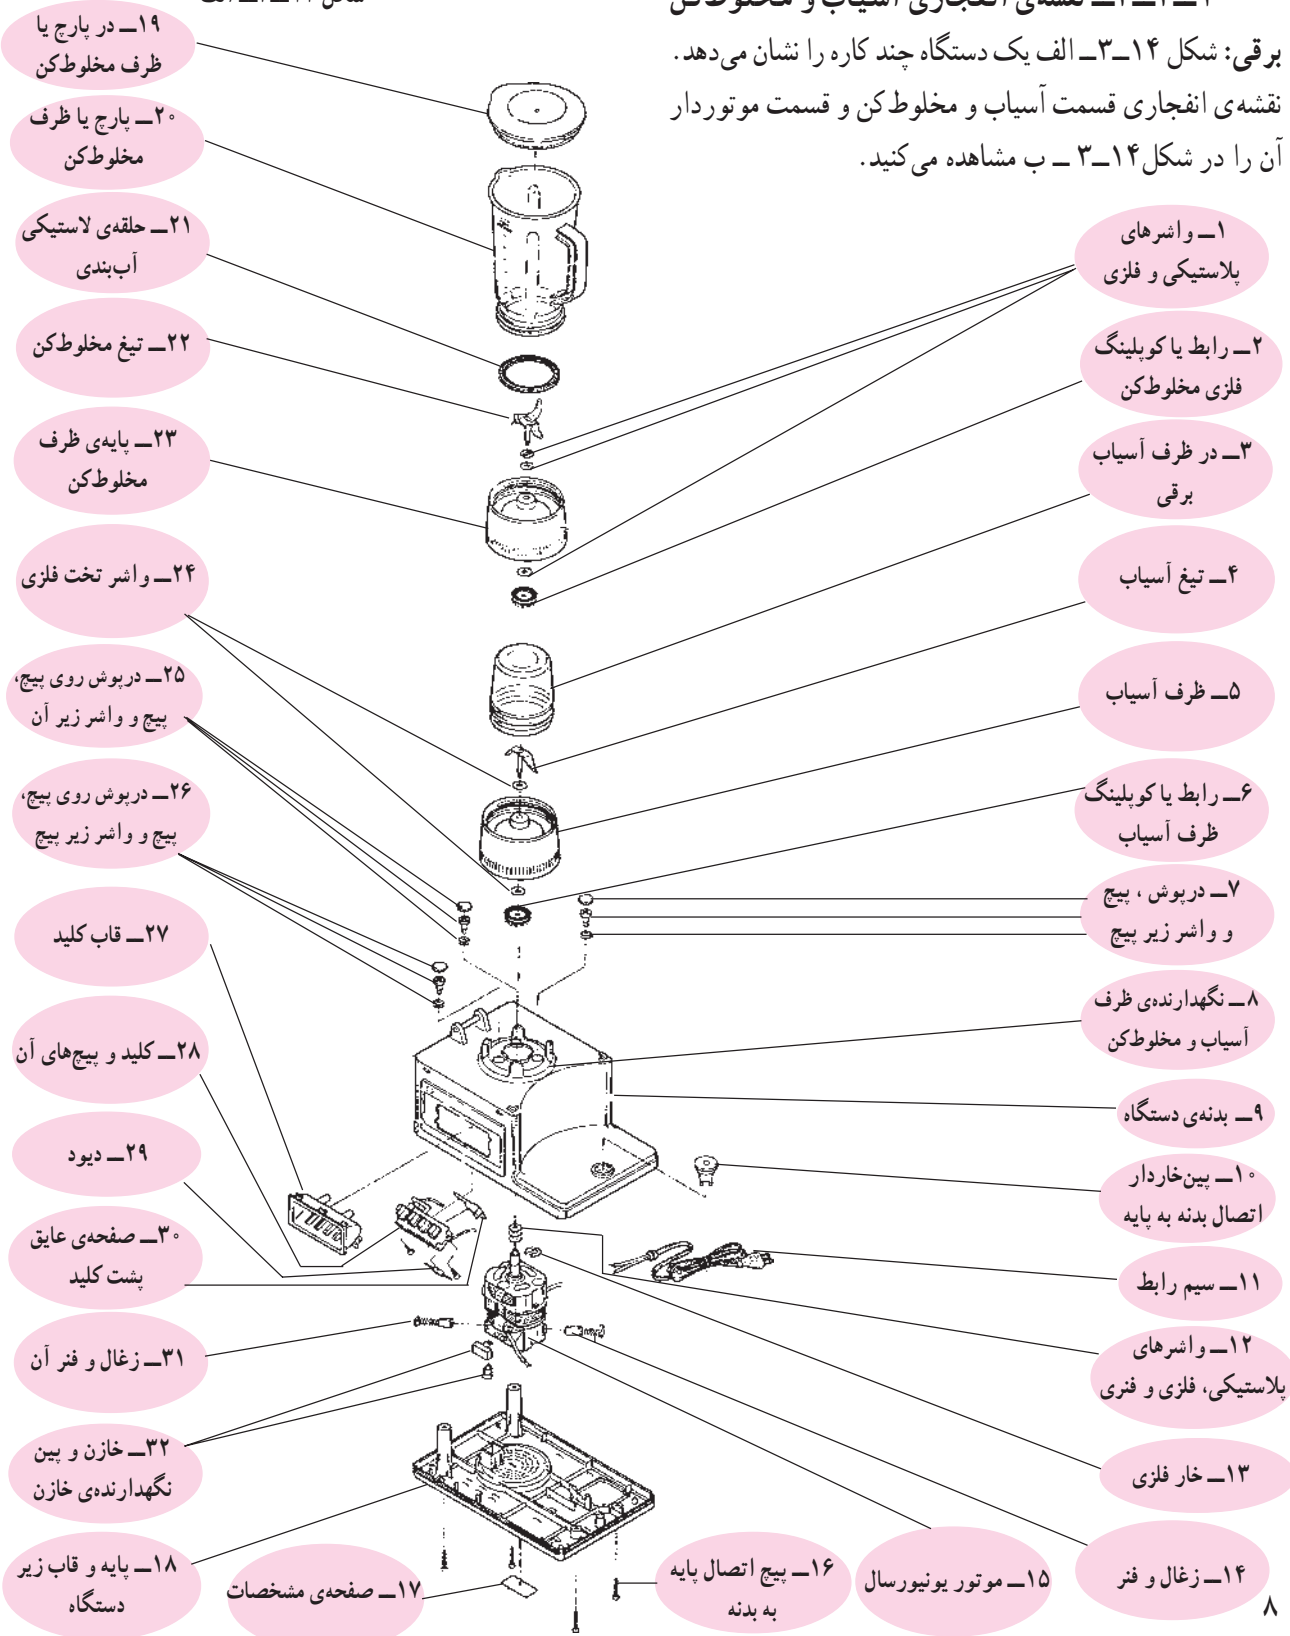 برقی: شکل ۱۴ــ۳ــ الف یک دستگاه چند کاره را نشان می‌دهد.
نقشه‌ی انفجاری قسمت آسیاب و مخلوط‌کن و قسمت موتوردار
آن را در شکل۱۴ــ۳ ــ ب مشاهده می‌کنید.
۱ــ واشرهای
پلاستیکی و فلزی
۲ــ رابط یا کوپلینگ
فلزی مخلوط‌کن
۳ــ در ظرف آسیاب
برقی
۴ــ تیغ آسیاب
۵ــ ظرف آسیاب
۶ــ رابط یا کوپلینگ
ظرف آسیاب
۷ــ درپوش ، پیچ
و واشر زیر پیچ
۸ــ نگهدارنده‌ی ظرف
آسیاب و مخلوط‌کن
۹ــ بدنه‌ی دستگاه
۱۰ــ پین‌خاردار
اتصال بدنه به پایه
۱۱ــ سیم رابط
۱۲ــ واشرهای
پلاستیکی، فلزی و فنری
۱۳ــ خار فلزی
۱۴ــ زغال و فنر
۱۵ــ موتور یونیورسال
۱۶ــ پیچ اتصال پایه
به بدنه
۱۷ــ صفحه‌ی مشخصات
۱۸ــ پایه و قاب زیر
دستگاه
۱۹ــ در پارچ یا
ظرف مخلوط‌کن
۲۰ــ پارچ یا ظرف
مخلوط‌کن
۲۱ــ حلقه‌ی لاستیکی
آب‌بندی
۲۲ــ تیغ مخلوط‌کن
۲۳ــ پایه‌ی ظرف
مخلوط‌کن
۲۴ــ واشر تخت فلزی
۲۵ــ درپوش روی پیچ،
پیچ و واشر زیر آن
۲۶ــ درپوش روی پیچ،
پیچ و واشر زیر پیچ
۲۷ــ قاب کلید
۲۸ــ کلید و پیچ‌های آن
۲۹ــ دیود
۳۰ــ صفحه‌ی عایق
پشت کلید
۳۱ــ زغال و فنر آن
۳۲ــ خازن و پین
نگهدارنده‌ی خازن
۸